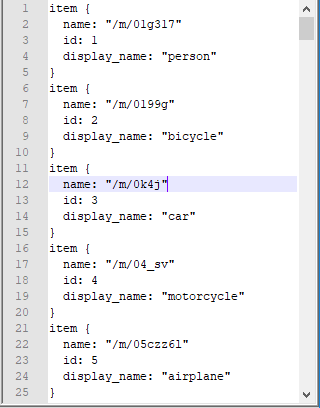 1 item {
2   name: "/m/01g317"
3   id: 1
4   display_name: "person"
5 }
6 item {
7   name: "/m/0199g"
8   id: 2
9   display_name: "bicycle"
10 }
11 item {
12   name: "/m/0k4j"
13   id: 3
14   display_name: "car"
15 }
16 item {
17   name: "/m/04_sv"
18   id: 4
19   display_name: "motorcycle"
20 }
21 item {
22   name: "/m/05czz6l"
23   id: 5
24   display_name: "airplane"
25 }